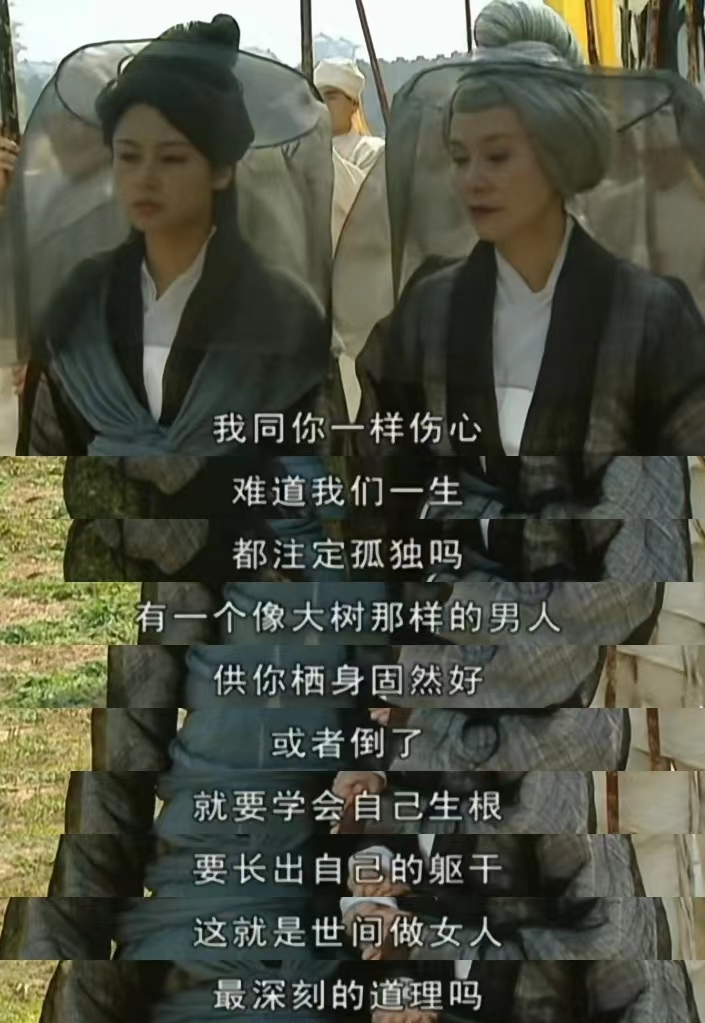 我同你一样伤心
难道我们一生
都注定孤独吗
有一个像大树那样的男人
供你栖身固然好
或者倒了
就要学会自己生根
要长出自己的躯干
这就是世间做女人
最深刻的道理吗